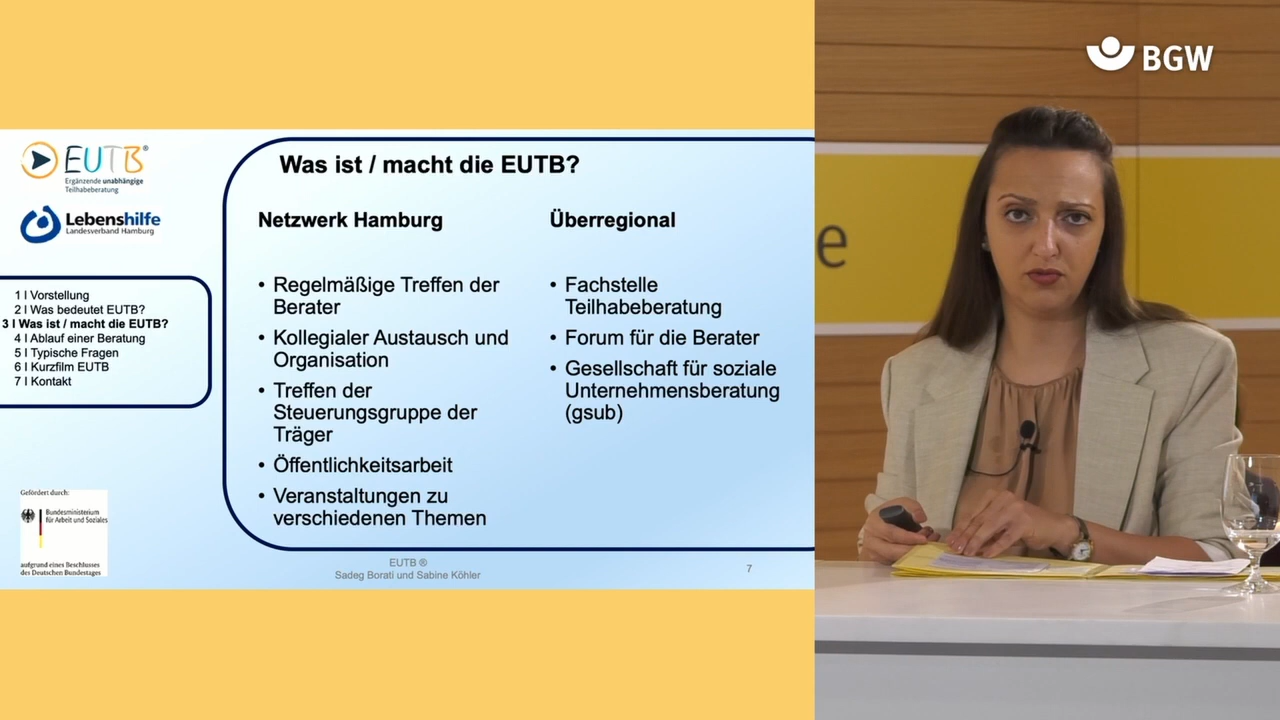 BGW
EUTB®
Ergänzende unabhängige
Teilhabeberatung
Lebenshilfe
Landesverband Hamburg
1 I Vorstellung
2 I Was bedeutet EUTB?
3 I Was ist / macht die EUTB?
4 I Ablauf einer Beratung
5 I Typische Fragen
6 I Kurzfilm EUTB
7 I Kontakt
Gefördert durch:
Bundesministerium
für Arbeit und Soziales
aufgrund eines Beschlusses
des Deutschen Bundestages
Was ist / macht die EUTB?
Netzwerk Hamburg
• Regelmäßige Treffen der
Berater
• Kollegialer Austausch und
Organisation
• Treffen der
Steuerungsgruppe der
Träger
• Öffentlichkeitsarbeit
• Veranstaltungen zu
verschiedenen Themen
Überregional
• Fachstelle
Teilhabeberatung
• Forum für die Berater
• Gesellschaft für soziale
Unternehmensberatung
(gsub)
EUTB ®
Sadeg Borati und Sabine Köhler
7
e